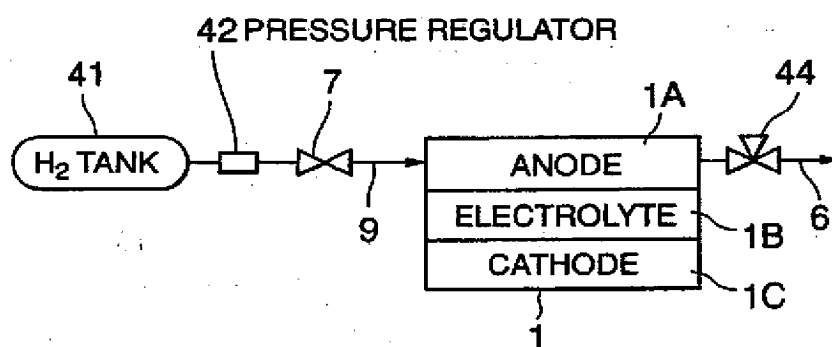 42 PRESSURE REGULATOR
41
7
1A
44
H₂ TANK
ANODE
9
ELECTROLYTE
1B
6
CATHODE
1C
1